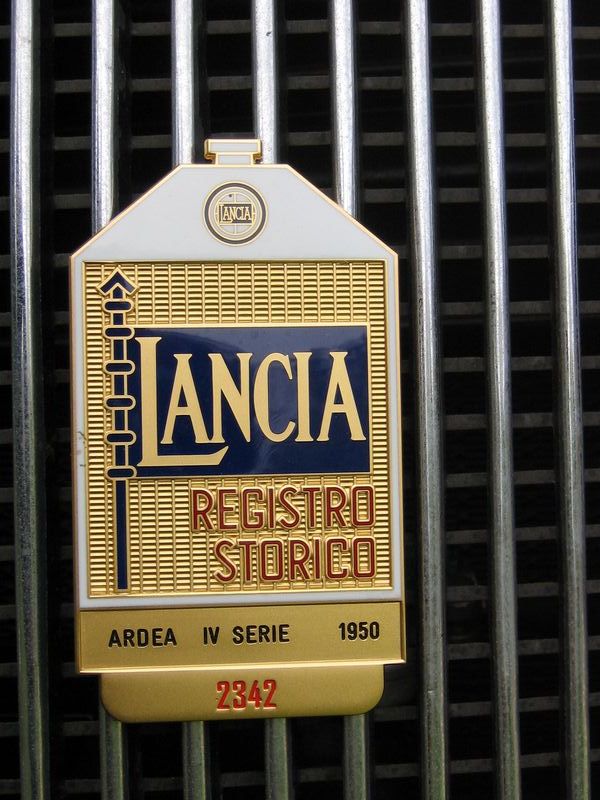 LANCIA
LANCIA
REGISTRO
STORICO
ARDEA IV SERIE 1950
2342